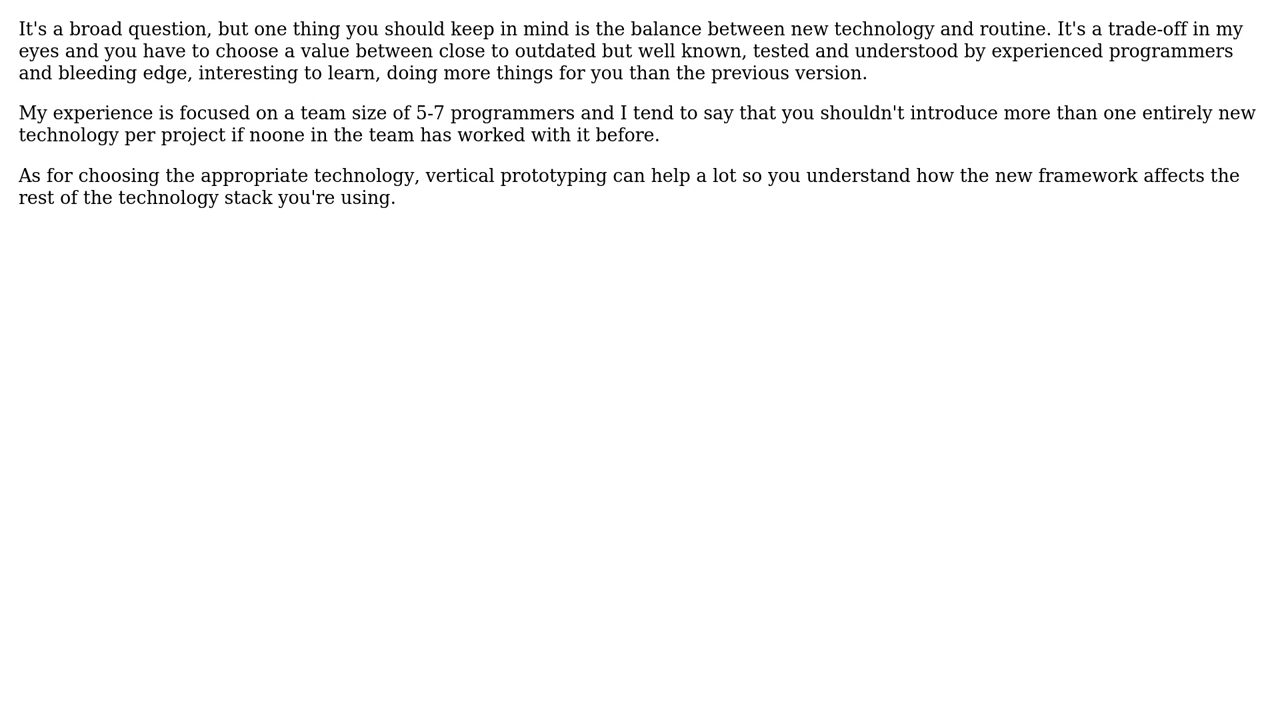 It's a broad question, but one thing you should keep in mind is the balance between new technology and routine. It's a trade-off in my
eyes and you have to choose a value between close to outdated but well known, tested and understood by experienced programmers
and bleeding edge, interesting to learn, doing more things for you than the previous version.
My experience is focused on a team size of 5-7 programmers and I tend to say that you shouldn't introduce more than one entirely new
technology per project if noone in the team has worked with it before.
As for choosing the appropriate technology, vertical prototyping can help a lot so you understand how the new framework affects the
rest of the technology stack you're using.